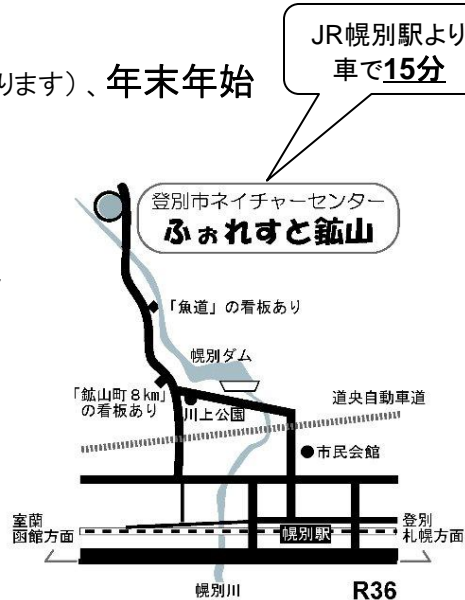 JR幌別駅より
車で15分
ります）、年末年始
登別市ネイチャーセンター
ふぉれすと鉱山
「魚道」の看板あり
幌別ダム
「鉱山町８km」
の看板あり
川上公園
道央自動車道
市民会館
室蘭
函館方面
幌別駅
登別
札幌方面
幌別川
R36